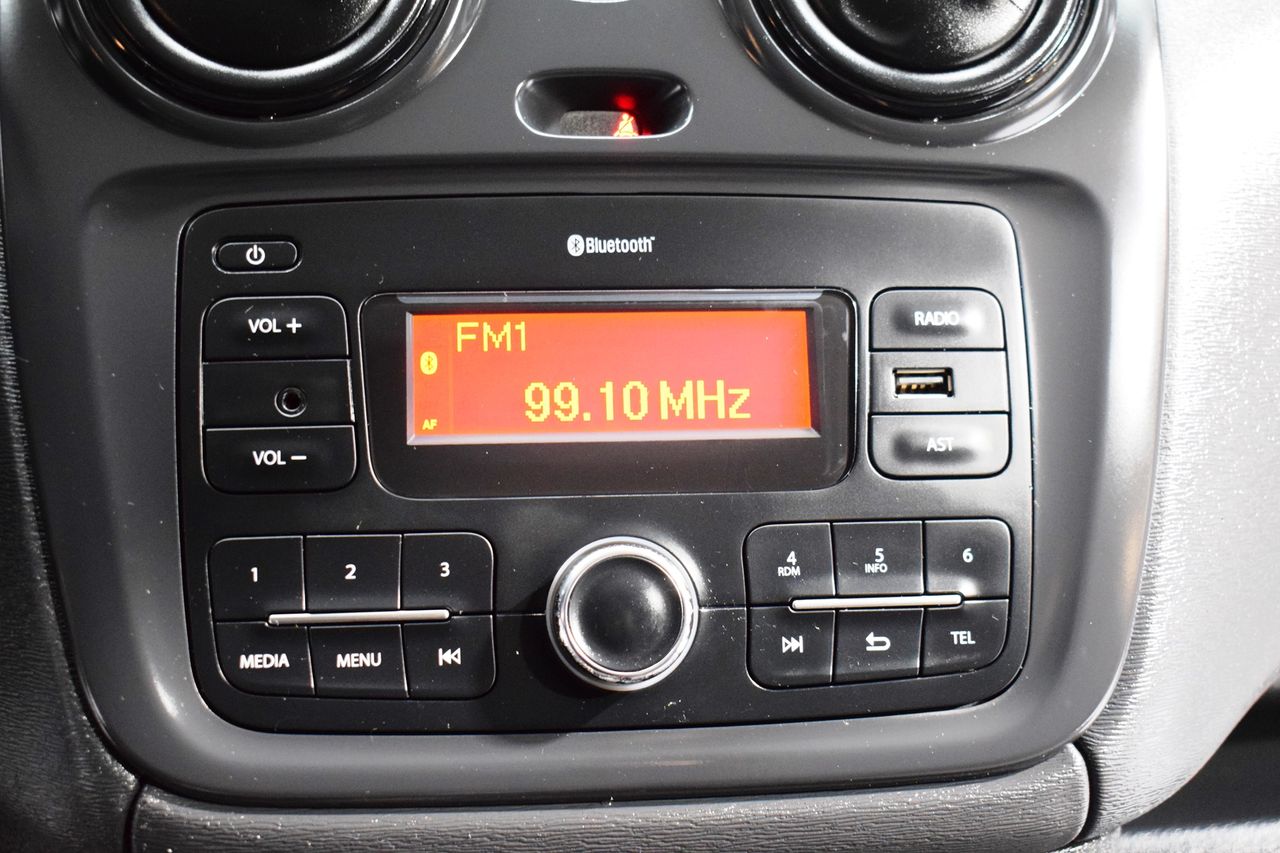 Bluetooth
VOL +
FM1
RADIO
99.10 MHz
AF
AST
VOL −
1
2
3
4
RDM
5
INFO
6
MEDIA
MENU
TEL